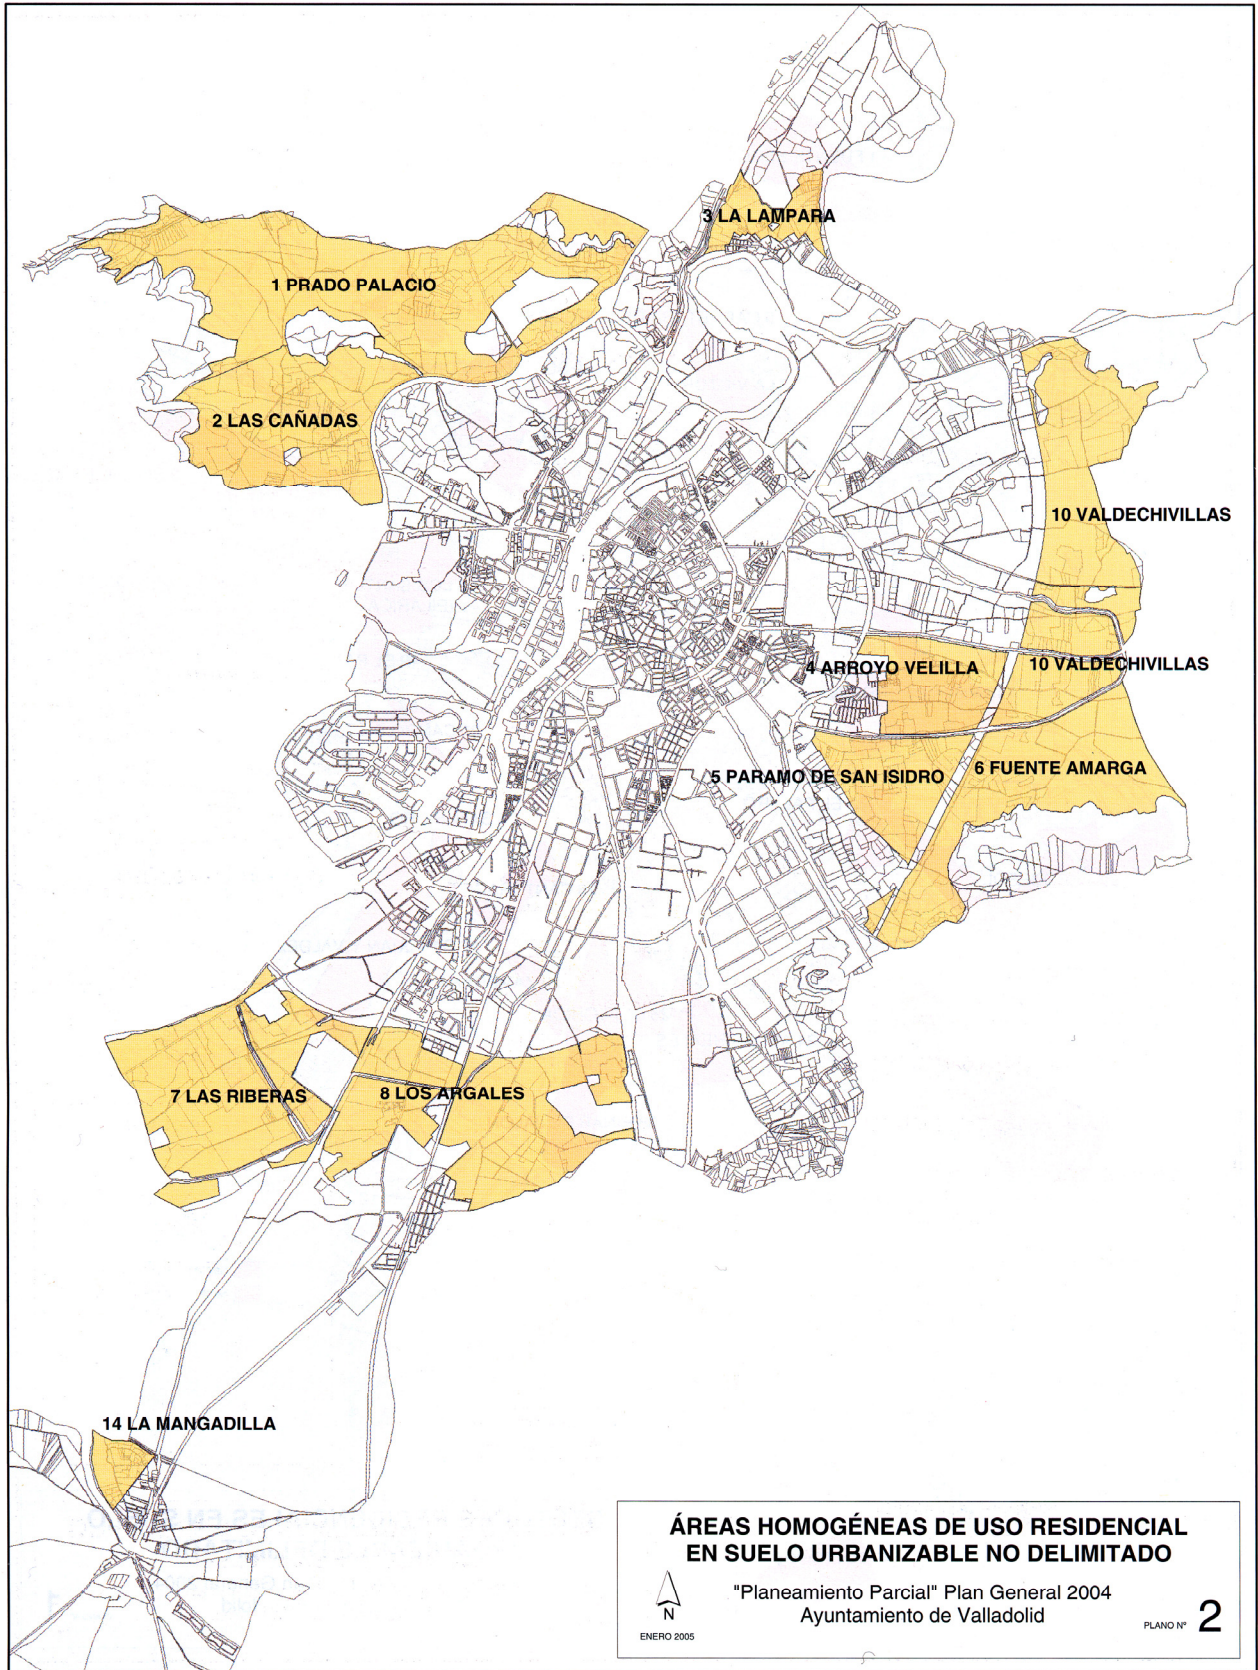 3 LA LAMPARA
1 PRADO PALACIO
2 LAS CAÑADAS
10 VALDECHIVILLAS
4 ARROYO VELILLA
10 VALDECHIVILLAS
5 PARAMO DE SAN ISIDRO
6 FUENTE AMARGA
7 LAS RIBERAS
8 LOS ARGALES
14 LA MANGADILLA
ÁREAS HOMOGÉNEAS DE USO RESIDENCIAL
EN SUELO URBANIZABLE NO DELIMITADO
"Planeamiento Parcial" Plan General 2004
Ayuntamiento de Valladolid
N
ENERO 2005
PLANO Nº 2